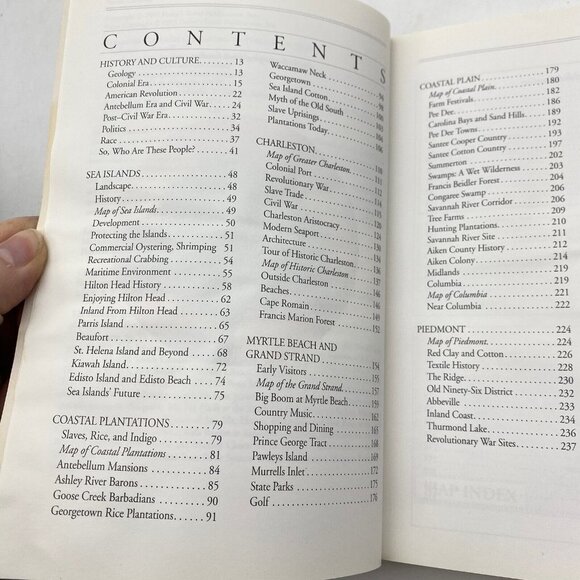 CONTENTS
HISTORY AND CULTURE. . . . . . . . 13
Geology . . . . . . . . 13
Colonial Era . . . . . . . . 15
American Revolution . . . . . . . . 22
Antebellum Era and Civil War. . . . 24
Post–Civil War Era. . . . . . . . 32
Politics . . . . . . . . 34
Race . . . . . . . . 37
So, Who Are These People? . . . . 41
SEA ISLANDS . . . . . . . . 48
Landscape. . . . . . . . 48
History . . . . . . . . 49
Map of Sea Islands. . . . . . . . 49
Development . . . . . . . . 50
Protecting the Islands. . . . . . . . 51
Commercial Oystering, Shrimping 51
Recreational Crabbing . . . . . . . . 54
Maritime Environment . . . . . . . . 55
Hilton Head History . . . . . . . . 58
Enjoying Hilton Head . . . . . . . . 62
Inland From Hilton Head . . . . . . . . 63
Parris Island . . . . . . . . 65
Beaufort . . . . . . . . 67
St. Helena Island and Beyond . . . . 68
Kiawah Island. . . . . . . . 72
Edisto Island and Edisto Beach . . . . 74
Sea Islands' Future . . . . . . . . 75
COASTAL PLANTATIONS . . . . . . . . 79
Slaves, Rice, and Indigo . . . . . . . . 79
Map of Coastal Plantations . . . . . . . . 81
Antebellum Mansions . . . . . . . . 84
Ashley River Barons . . . . . . . . 85
Goose Creek Barbadians . . . . . . . . 90
Georgetown Rice Plantations. . . . . . 91
Waccamaw Neck
Georgetown
Sea Island Cotton
Myth of the Old South
Slave Uprisings
Plantations Today
CHARLESTON
Map of Greater Charleston
Colonial Port
Revolutionary War
Slave Trade
Civil War
Charleston Aristocracy
Modern Seaport
Architecture
Tour of Historic Charleston
Map of Historic Charleston
Outside Charleston
Beaches
Cape Romain
Francis Marion Forest . . . . . . . . 152
MYRTLE BEACH AND
GRAND STRAND . . . . . . . . 154
Early Visitors . . . . . . . . 155
Map of the Grand Strand. . . . . . . . 157
Big Boom at Myrtle Beach. . . . . . . . 160
Country Music. . . . . . . . 162
Shopping and Dining . . . . . . . . 165
Prince George Tract . . . . . . . . 168
Pawleys Island . . . . . . . . 169
Murrells Inlet . . . . . . . . 172
State Parks . . . . . . . . 175
Golf . . . . . . . . 176
COASTAL PLAIN . . . . . . . . 179
Map of Coastal Plain. . . . . . . . 180
Farm Festivals . . . . . . . . 182
Pee Dee . . . . . . . . 186
Carolina Bays and Sand Hills . . . . 189
Pee Dee Towns . . . . . . . . 192
Santee Cooper Country . . . . . . . . 193
Santee Cotton Country . . . . . . . . 197
Summerton
Swamps: A Wet Wilderness
Francis Beidler Forest
Congaree Swamp
Savannah River Corridor . . . . . . . . 206
Tree Farms
Hunting Plantations
Savannah River Site
Aiken County History . . . . . . . . 212
Aiken Colony . . . . . . . . 214
Midlands . . . . . . . . 219
Columbia . . . . . . . . 219
Map of Columbia . . . . . . . . 221
Near Columbia . . . . . . . . 222
PIEDMONT . . . . . . . . 224
Map of Piedmont. . . . . . . . 224
Red Clay and Cotton . . . . . . . . 226
Textile History . . . . . . . . 228
The Ridge. . . . . . . . 230
Old Ninety-Six District . . . . . . . . 232
Abbeville . . . . . . . . 233
Inland Coast . . . . . . . . 234
Thurmond Lake. . . . . . . . 236
Revolutionary War Sites. . . . . . . . 237
MAP INDEX